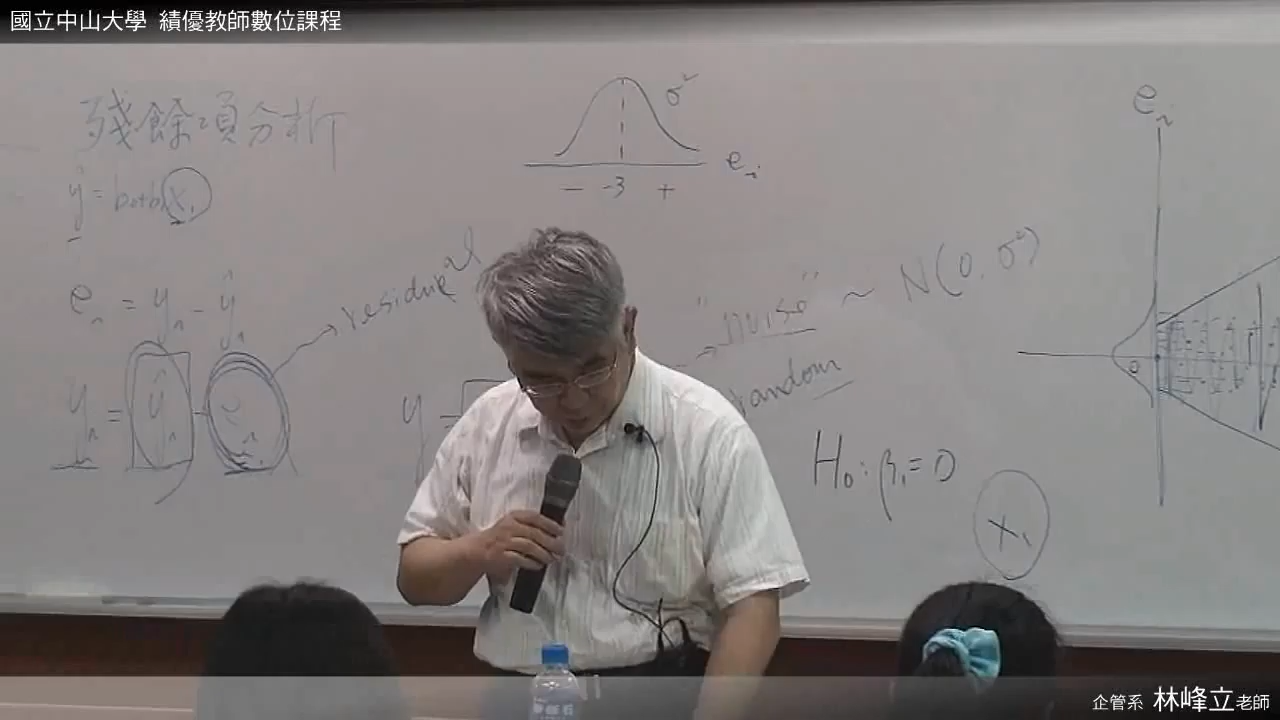 國立中山大學 績優教師數位課程
殘餘項分析
ŷ = b₀+b₁x₁
eᵢ = yᵢ - ŷᵢ
residual
yᵢ = ŷᵢ + eᵢ
σ²
eᵢ
- -3 +
y
"noise" ~ N(0, σ²)
random
H₀: β₁=0
x₁
eᵢ
0
企管系 林峰立老師